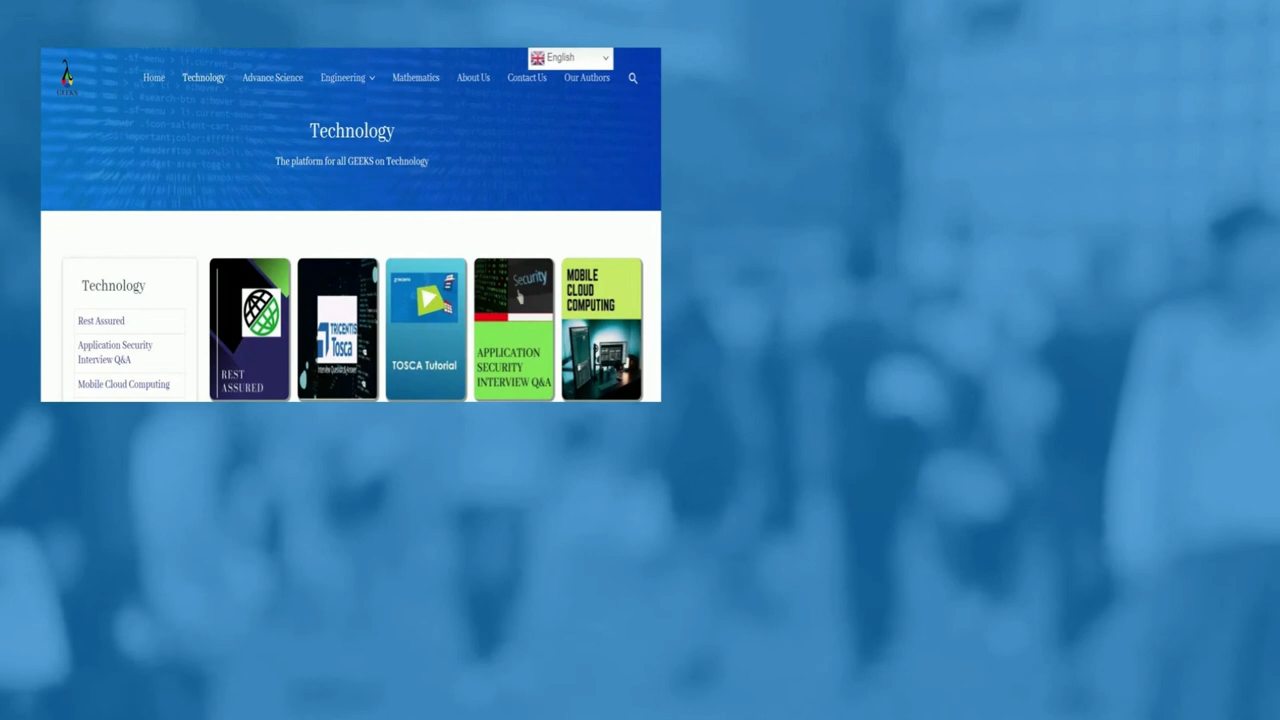 English
Home Technology Advance Science Engineering Mathematics About Us Contact Us Our Authors
GEEKS
Technology
The platform for all GEEKS on Technology
Technology
Rest Assured
Application Security
Interview Q&A
Mobile Cloud Computing
REST
ASSURED
TRICENTIS
Tosca
TOSCA Tutorial
Security
APPLICATION
SECURITY
INTERVIEW Q&A
MOBILE
CLOUD
COMPUTING